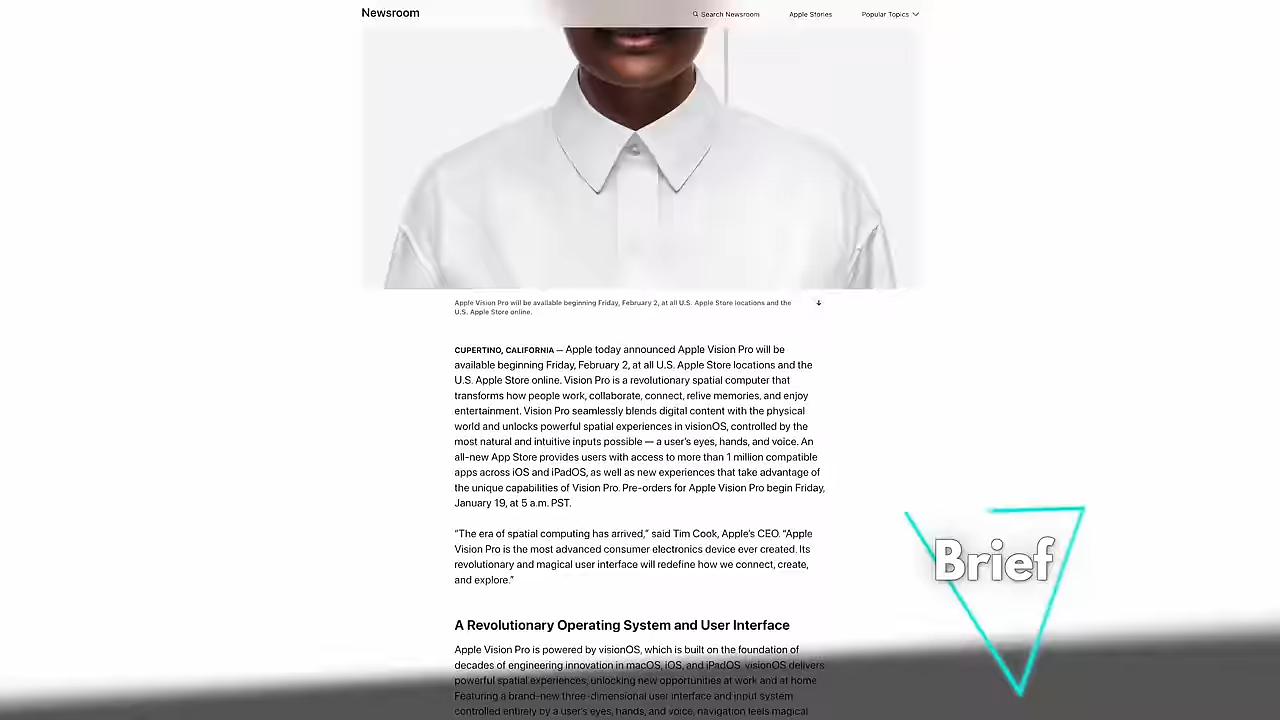 Newsroom
Search Newsroom
Apple Stories
Popular Topics
Apple Vision Pro will be available beginning Friday, February 2, at all U.S. Apple Store locations and the
U.S. Apple Store online.
CUPERTINO, CALIFORNIA — Apple today announced Apple Vision Pro will be
available beginning Friday, February 2, at all U.S. Apple Store locations and the
U.S. Apple Store online. Vision Pro is a revolutionary spatial computer that
transforms how people work, collaborate, connect, relive memories, and enjoy
entertainment. Vision Pro seamlessly blends digital content with the physical
world and unlocks powerful spatial experiences in visionOS, controlled by the
most natural and intuitive inputs possible — a user’s eyes, hands, and voice. An
all-new App Store provides users with access to more than 1 million compatible
apps across iOS and iPadOS, as well as new experiences that take advantage of
the unique capabilities of Vision Pro. Pre-orders for Apple Vision Pro begin Friday,
January 19, at 5 a.m. PST.
“The era of spatial computing has arrived,” said Tim Cook, Apple’s CEO. “Apple
Vision Pro is the most advanced consumer electronics device ever created. Its
revolutionary and magical user interface will redefine how we connect, create,
and explore.”
Brief
A Revolutionary Operating System and User Interface
Apple Vision Pro is powered by visionOS, which is built on the foundation of
decades of engineering innovation in macOS, iOS, and iPadOS. visionOS delivers
powerful spatial experiences, unlocking new opportunities at work and at home.
Featuring a brand-new three-dimensional user interface and input system
controlled entirely by a user’s eyes, hands, and voice, navigation feels magical